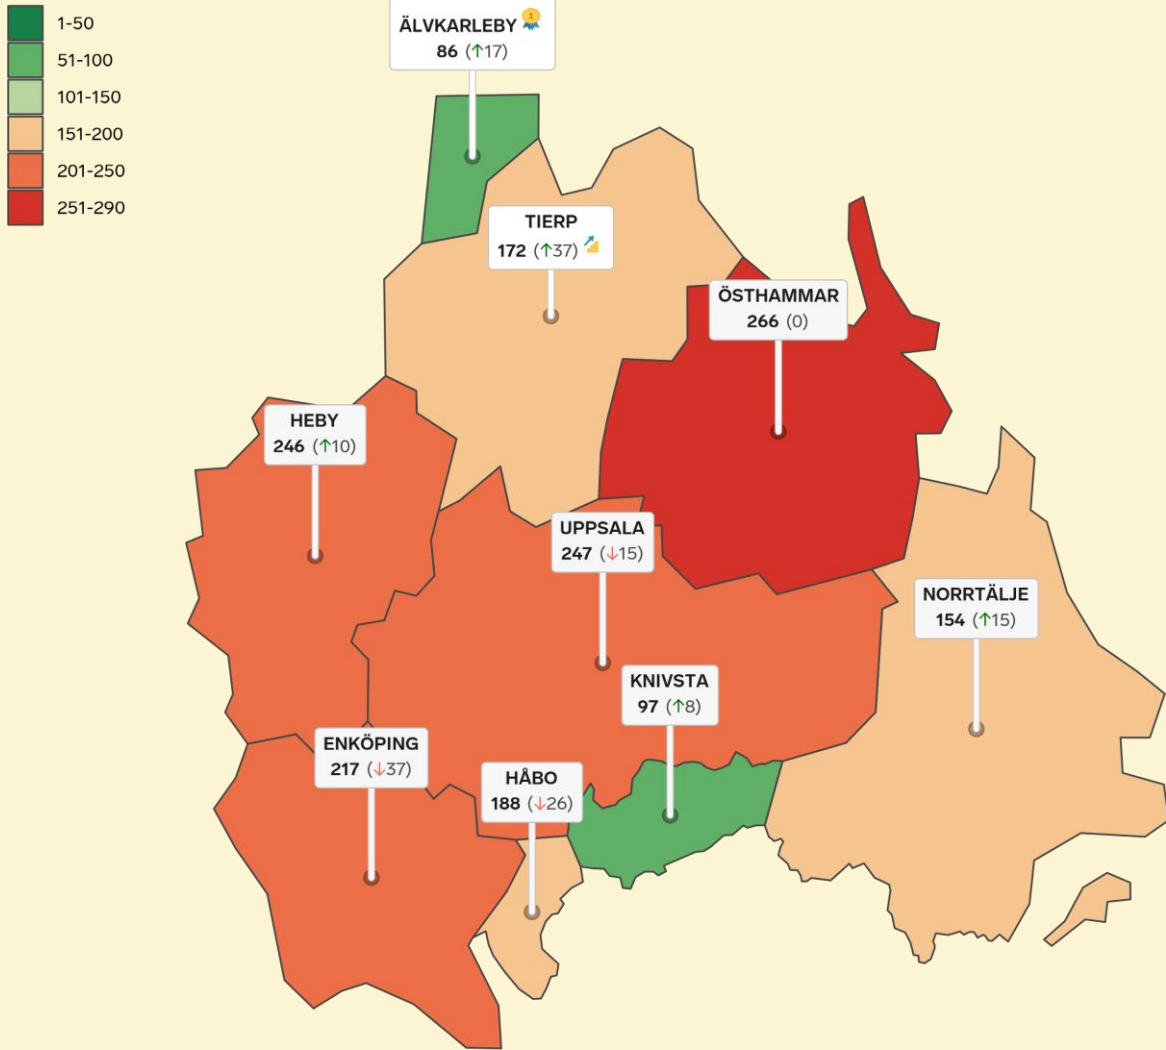 1-50
51-100
101-150
151-200
201-250
251-290
ÄLVKARLEBY
86 (↑17)
TIERP
172 (↑37)
ÖSTHAMMAR
266 (0)
HEBY
246 (↑10)
UPPSALA
247 (↓15)
NORRTÄLJE
154 (↑15)
KNIVSTA
97 (↑8)
ENKÖPING
217 (↓37)
HÅBO
188 (↓26)